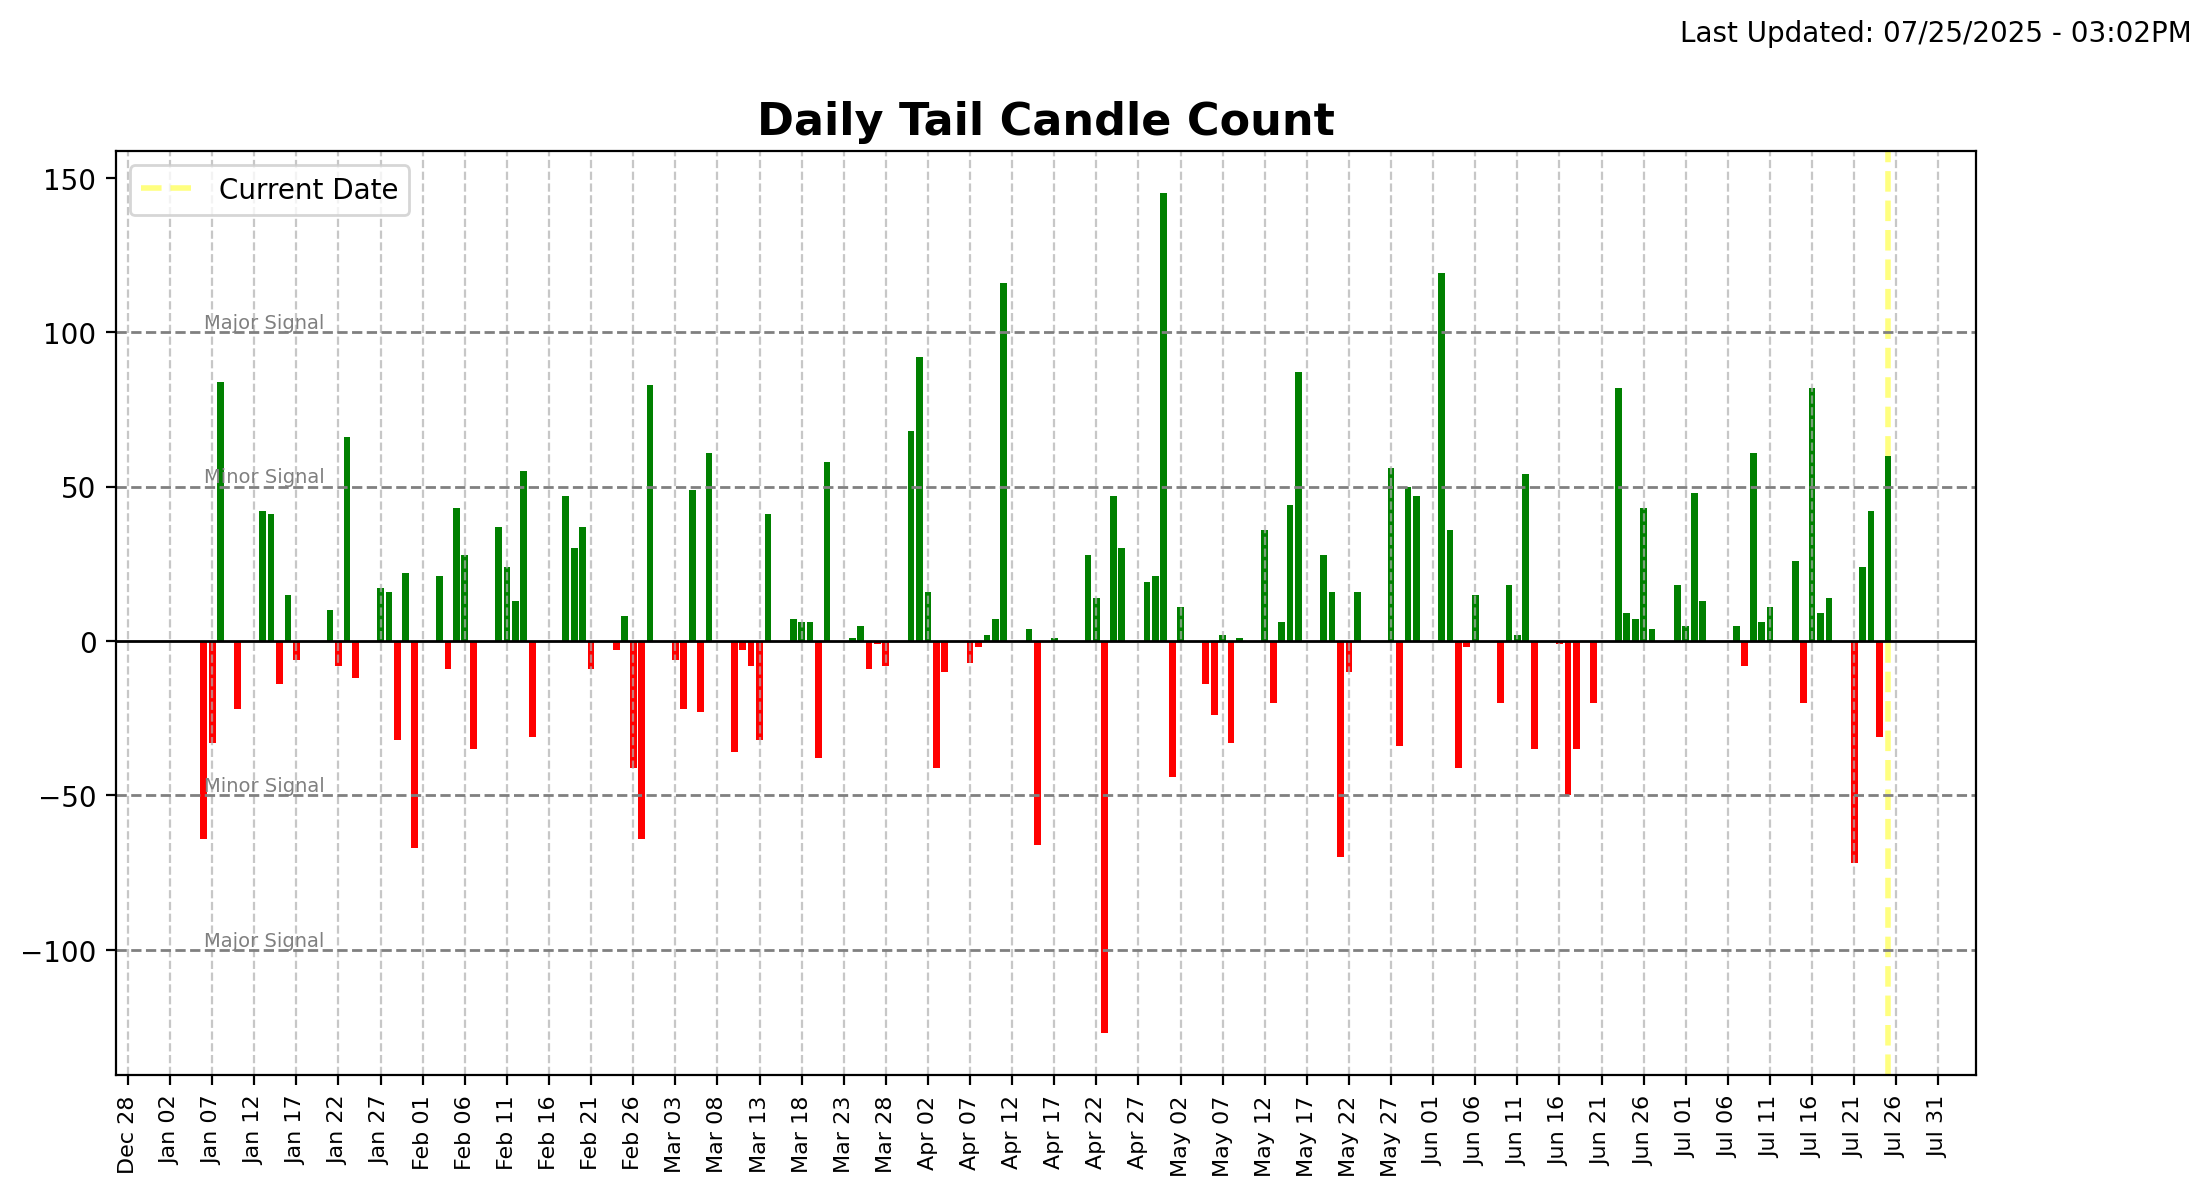 Last Updated: 07/25/2025 - 03:02PM
Daily Tail Candle Count
Current Date
150
100
50
0
−50
−100
Major Signal
Minor Signal
Minor Signal
Major Signal
Dec 28
Jan 02
Jan 07
Jan 12
Jan 17
Jan 22
Jan 27
Feb 01
Feb 06
Feb 11
Feb 16
Feb 21
Feb 26
Mar 03
Mar 08
Mar 13
Mar 18
Mar 23
Mar 28
Apr 02
Apr 07
Apr 12
Apr 17
Apr 22
Apr 27
May 02
May 07
May 12
May 17
May 22
May 27
Jun 01
Jun 06
Jun 11
Jun 16
Jun 21
Jun 26
Jul 01
Jul 06
Jul 11
Jul 16
Jul 21
Jul 26
Jul 31